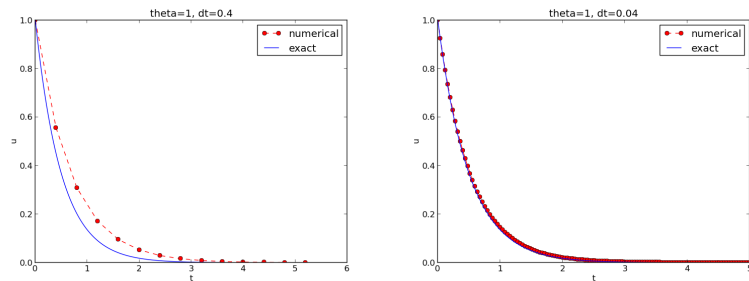 theta=1, dt=0.4
numerical
exact
u
1.0
0.8
0.6
0.4
0.2
0.0
0 1 2 3 4 5 6
t
theta=1, dt=0.04
numerical
exact
u
1.0
0.8
0.6
0.4
0.2
0.0
0 1 2 3 4 5
t